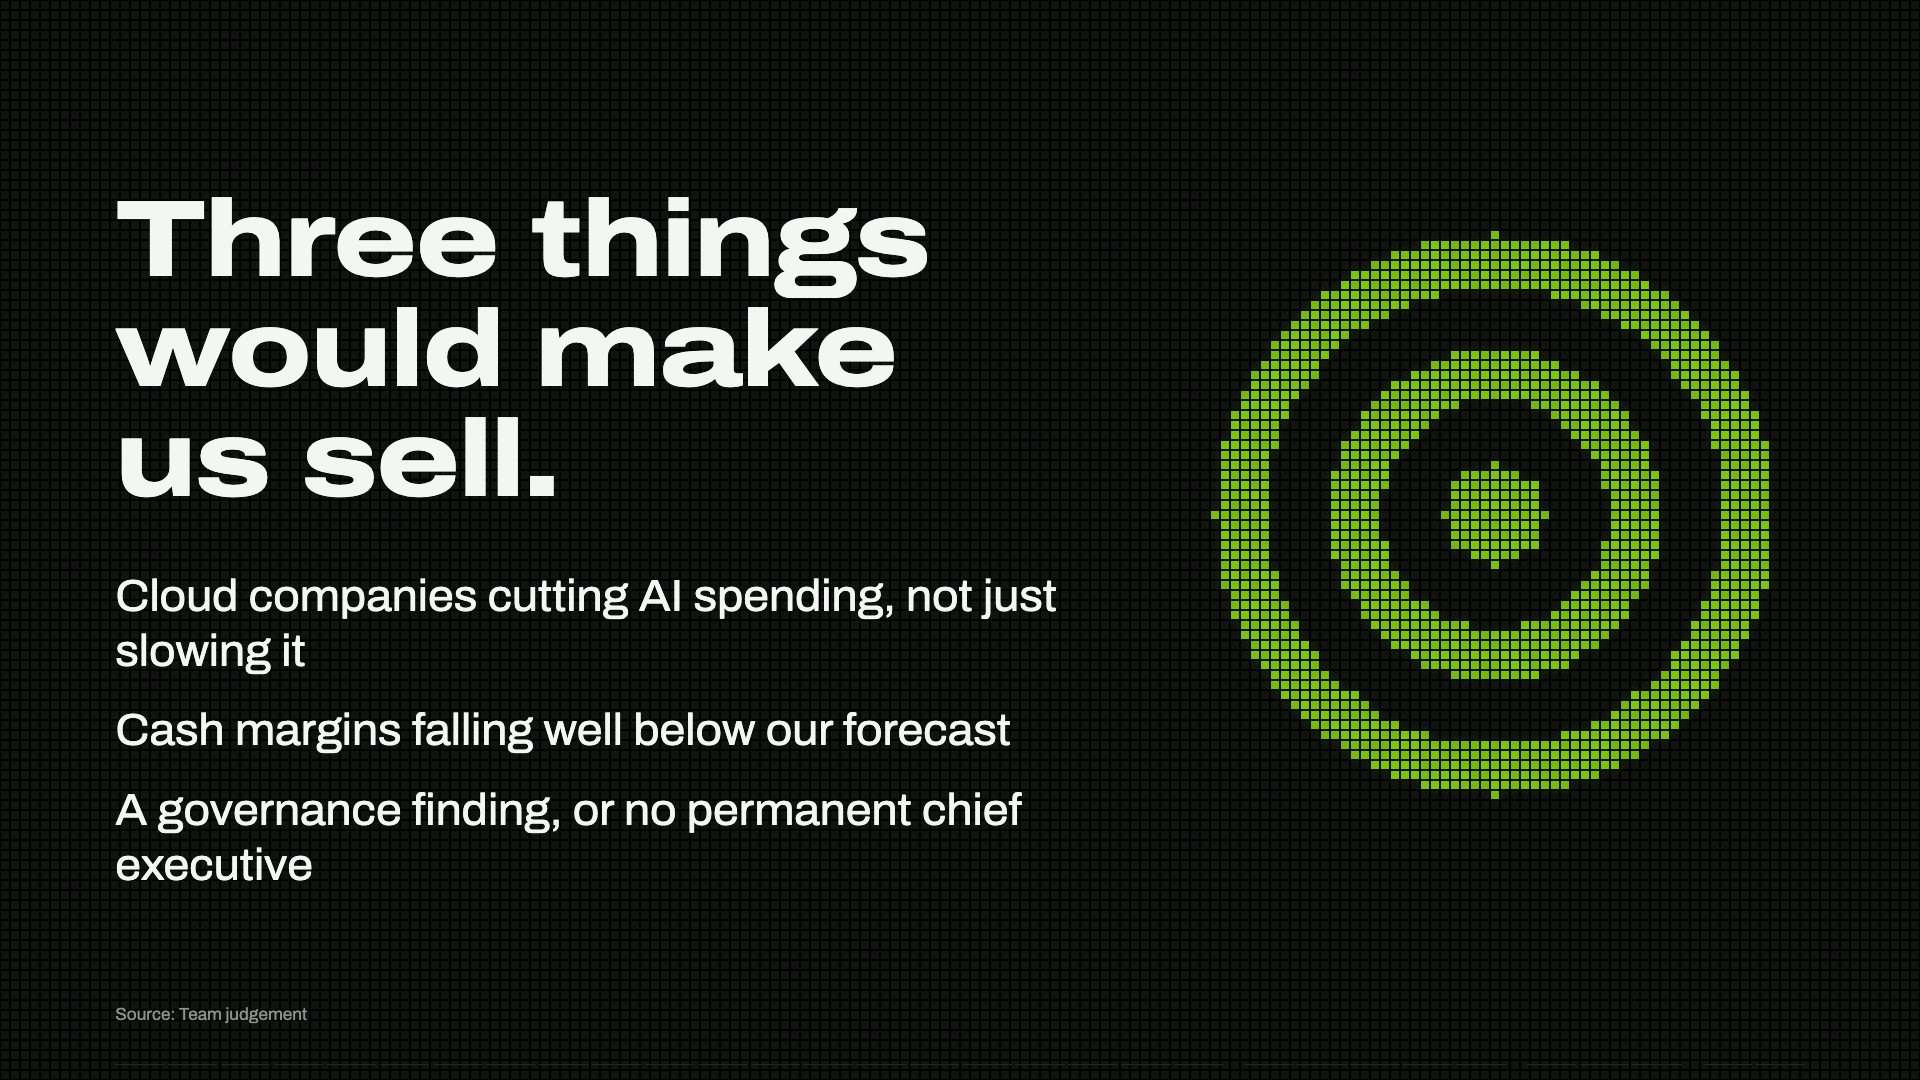 Three things
would make
us sell.
Cloud companies cutting AI spending, not just
slowing it
Cash margins falling well below our forecast
A governance finding, or no permanent chief
executive
Source: Team judgement